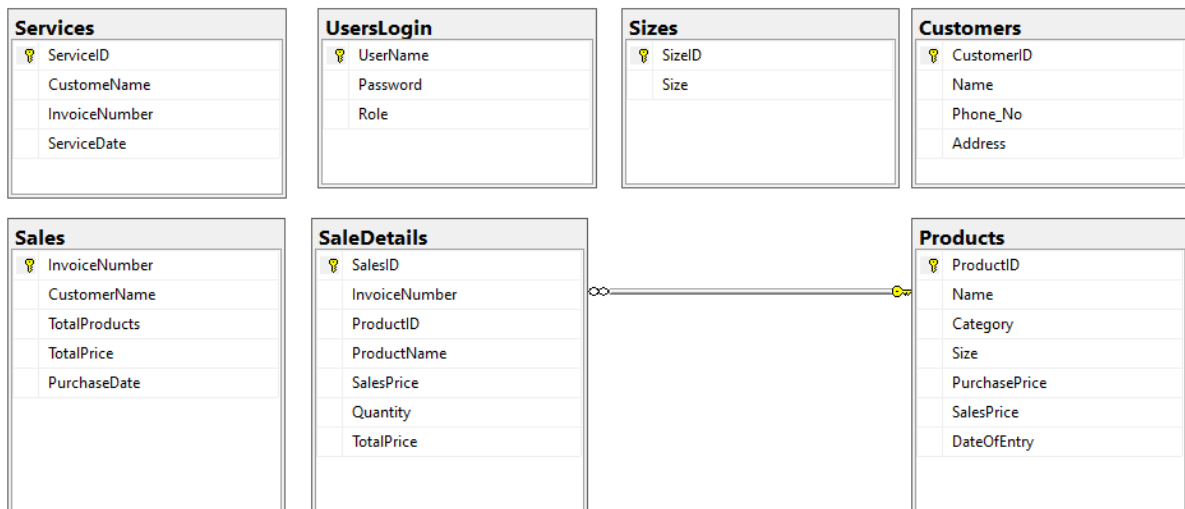 Services
ServiceID
CustomeName
InvoiceNumber
ServiceDate
UsersLogin
UserName
Password
Role
Sizes
SizeID
Size
Customers
CustomerID
Name
Phone_No
Address
Sales
InvoiceNumber
CustomerName
TotalProducts
TotalPrice
PurchaseDate
SaleDetails
SalesID
InvoiceNumber
ProductID
ProductName
SalesPrice
Quantity
TotalPrice
Products
ProductID
Name
Category
Size
PurchasePrice
SalesPrice
DateOfEntry